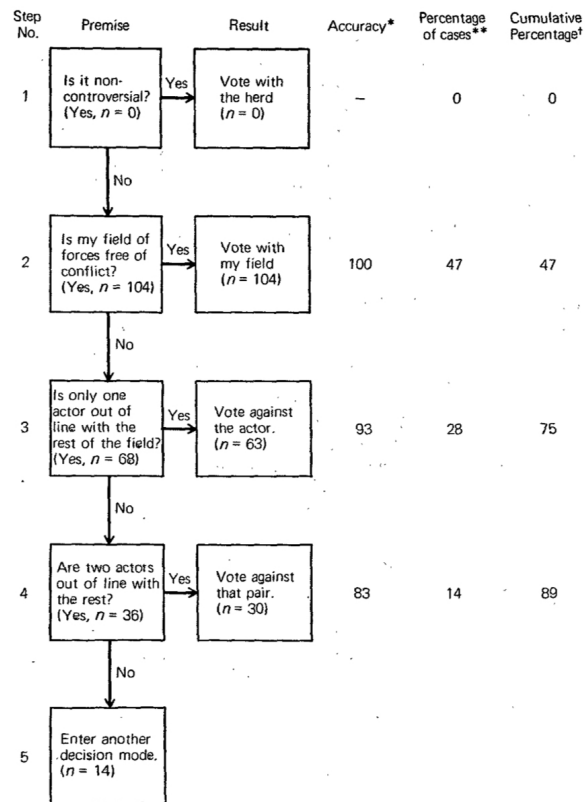 Step No.
Premise
Result
Accuracy*
Percentage of cases**
Cumulative Percentage†
1
Is it non-
controversial?
(Yes, n = 0)
Yes
Vote with
the herd
(n = 0)
–
0
0
No
2
Is my field of
forces free of
conflict?
(Yes, n = 104)
Yes
Vote with
my field
(n = 104)
100
47
47
No
3
Is only one
actor out of
line with the
rest of the field?
(Yes, n = 68)
Yes
Vote against
the actor.
(n = 63)
93
28
75
No
4
Are two actors
out of line with
the rest?
(Yes, n = 36)
Yes
Vote against
that pair.
(n = 30)
83
14
89
No
5
Enter another
decision mode.
(n = 14)